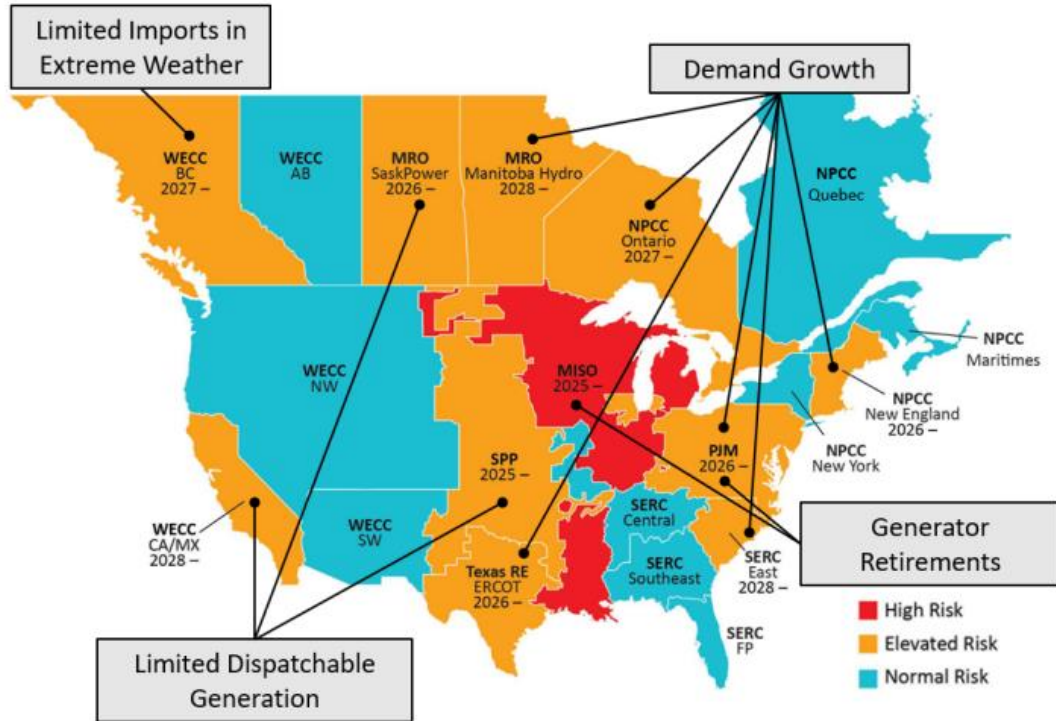 Limited Imports in
Extreme Weather
Demand Growth
WECC
BC
2027 –
WECC
AB
MRO
SaskPower
2026 –
MRO
Manitoba Hydro
2028 –
NPCC
Ontario
2027 –
NPCC
Quebec
NPCC
Maritimes
WECC
NW
MISO
2025 –
NPCC
New England
2026 –
NPCC
New York
PJM
2026 –
SPP
2025 –
WECC
CA/MX
2028 –
WECC
SW
SERC
Central
SERC
East
2028 –
Texas RE
ERCOT
2026 –
SERC
Southeast
SERC
FP
Generator
Retirements
High Risk
Elevated Risk
Normal Risk
Limited Dispatchable
Generation